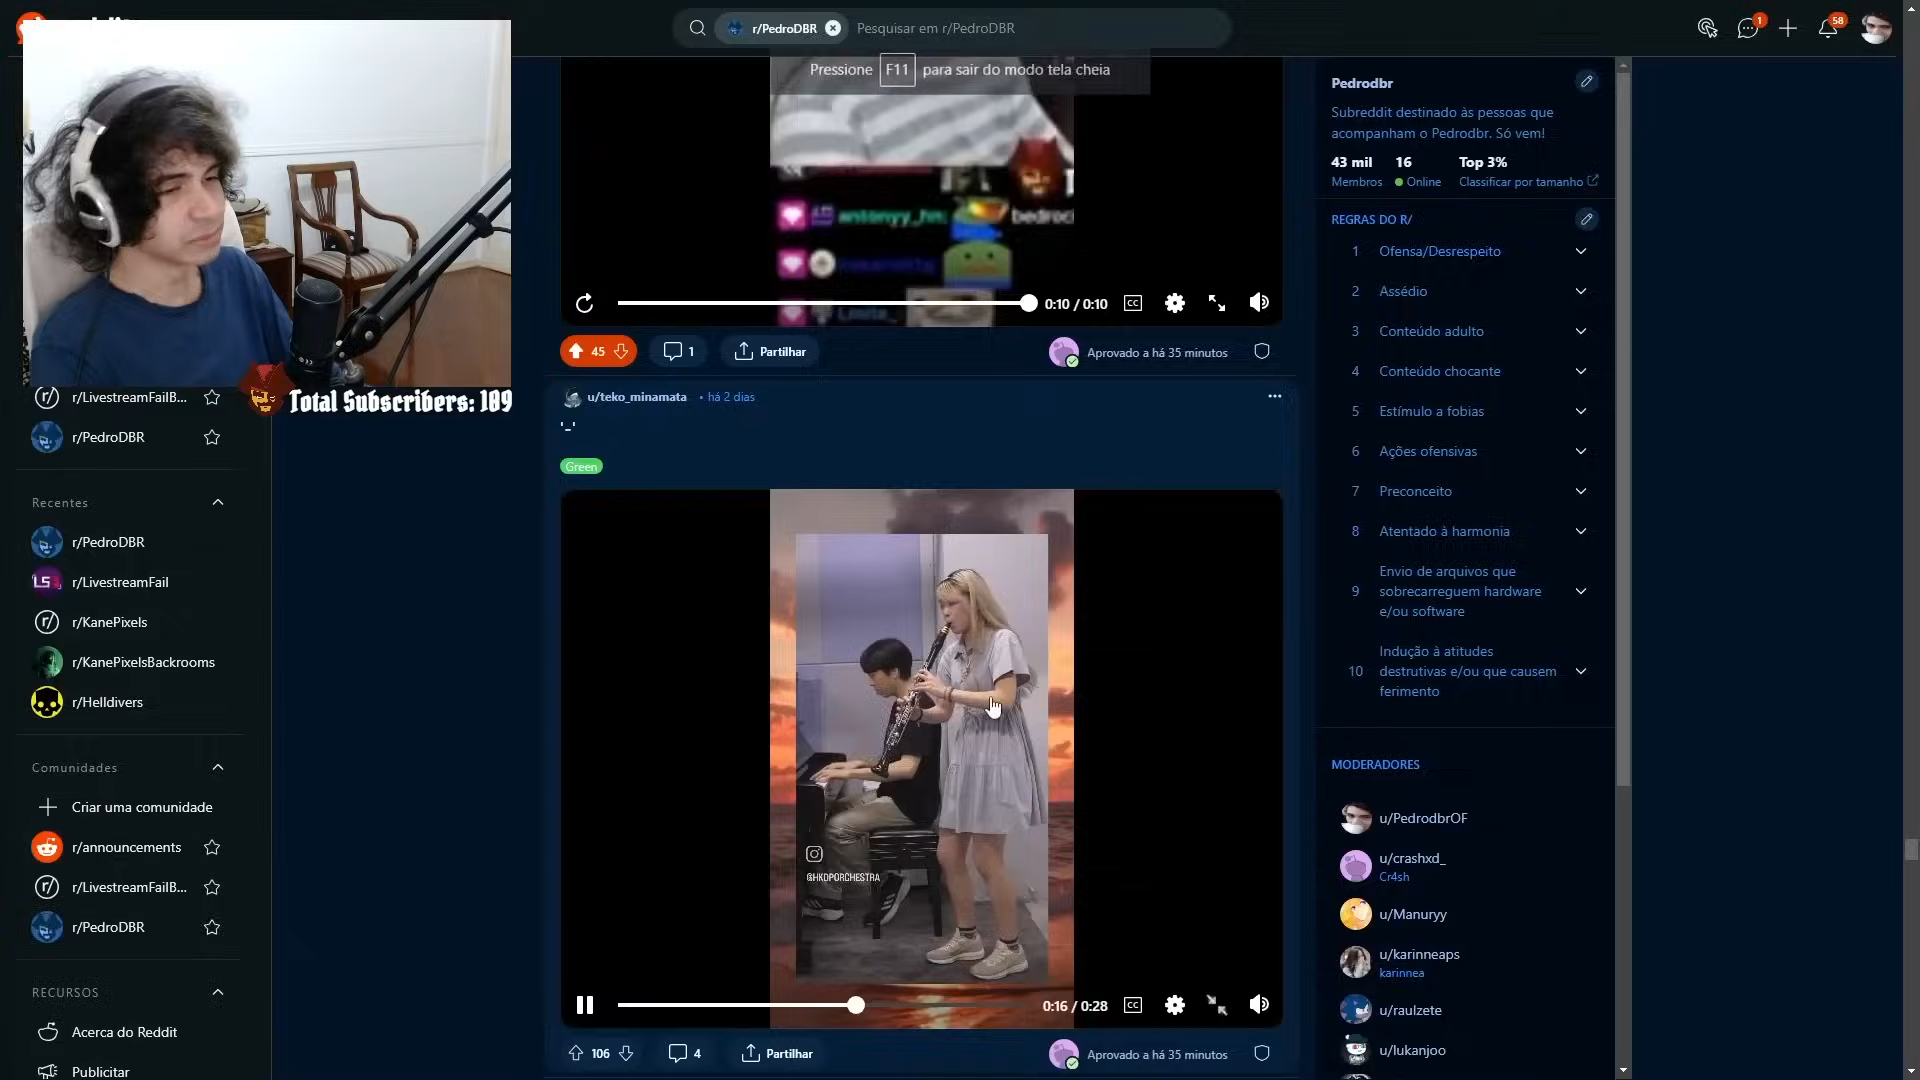 r/PedroDBR
Pesquisar em r/PedroDBR
1
58
Pressione F11 para sair do modo tela cheia
Total Subscribers: 109
r/LivestreamFailB...
r/PedroDBR
Recentes
r/PedroDBR
r/LivestreamFail
r/KanePixels
r/KanePixelsBackrooms
r/Helldivers
Comunidades
Criar uma comunidade
r/announcements
r/LivestreamFailB...
r/PedroDBR
RECURSOS
Acerca do Reddit
Publicitar
antonyy_hn:
bedroc
0:10 / 0:10
CC
45
1
Partilhar
Aprovado a há 35 minutos
u/teko_minamata • há 2 dias
'_'
Green
@HKDPORCHESTRA
0:16 / 0:28
CC
106
4
Partilhar
Aprovado a há 35 minutos
Pedrodbr
Subreddit destinado às pessoas que
acompanham o Pedrodbr. Só vem!
43 mil 16 Top 3%
Membros Online Classificar por tamanho
REGRAS DO R/
1 Ofensa/Desrespeito
2 Assédio
3 Conteúdo adulto
4 Conteúdo chocante
5 Estímulo a fobias
6 Ações ofensivas
7 Preconceito
8 Atentado à harmonia
9 Envio de arquivos que
sobrecarreguem hardware
e/ou software
10 Indução à atitudes
destrutivas e/ou que causem
ferimento
MODERADORES
u/PedrodbrOF
u/crashxd_
Cr4sh
u/Manuryy
u/karinneaps
karinnea
u/raulzete
u/lukanjoo